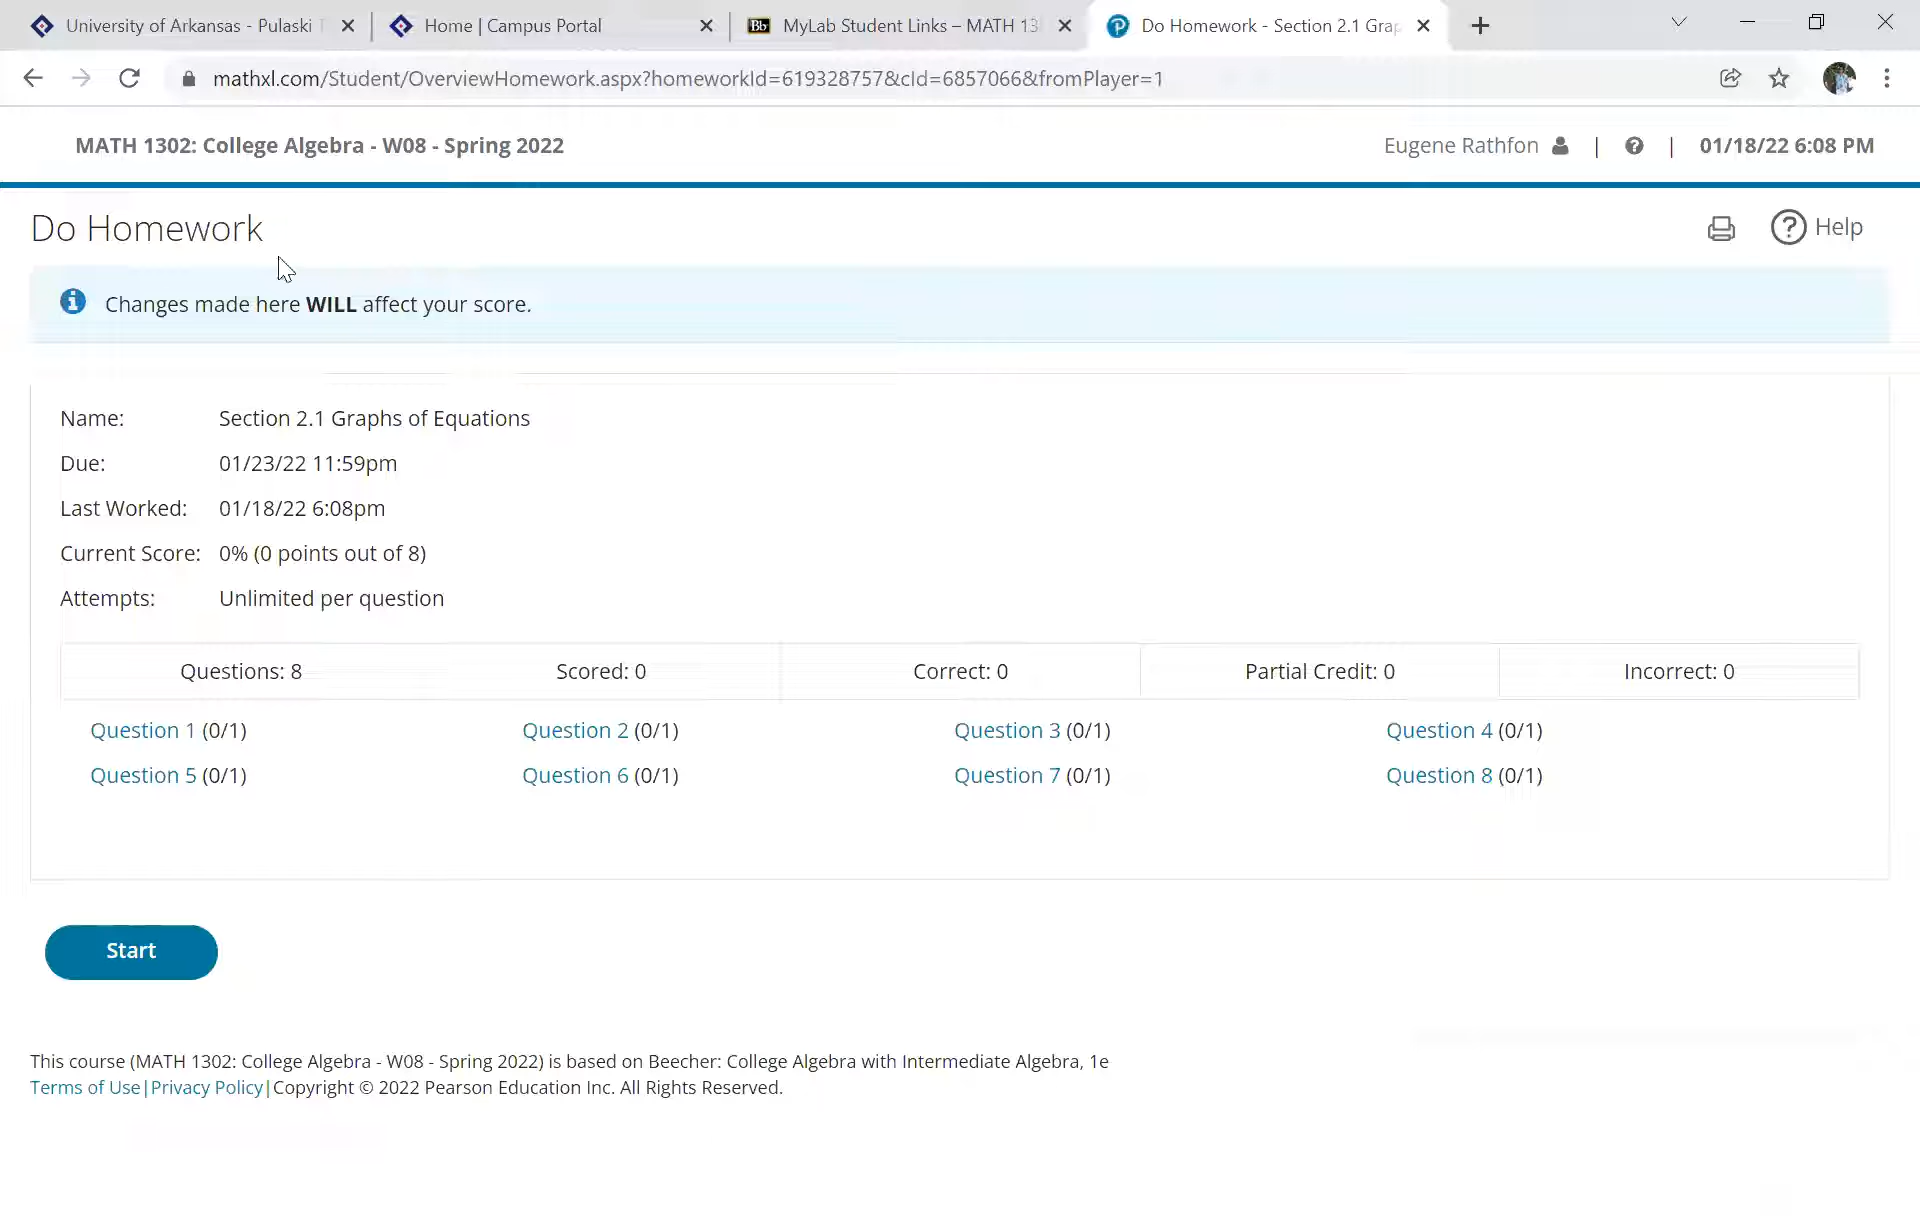 University of Arkansas - Pulaski
Home | Campus Portal
MyLab Student Links – MATH 13
Do Homework - Section 2.1 Grap
mathxl.com/Student/OverviewHomework.aspx?homeworkId=619328757&cId=6857066&fromPlayer=1
MATH 1302: College Algebra - W08 - Spring 2022
Eugene Rathfon | ? | 01/18/22 6:08 PM
Do Homework
? Help
Changes made here WILL affect your score.
Name: Section 2.1 Graphs of Equations
Due: 01/23/22 11:59pm
Last Worked: 01/18/22 6:08pm
Current Score: 0% (0 points out of 8)
Attempts: Unlimited per question
Questions: 8 Scored: 0 Correct: 0 Partial Credit: 0 Incorrect: 0
Question 1 (0/1) Question 2 (0/1) Question 3 (0/1) Question 4 (0/1)
Question 5 (0/1) Question 6 (0/1) Question 7 (0/1) Question 8 (0/1)
Start
This course (MATH 1302: College Algebra - W08 - Spring 2022) is based on Beecher: College Algebra with Intermediate Algebra, 1e
Terms of Use|Privacy Policy|Copyright © 2022 Pearson Education Inc. All Rights Reserved.